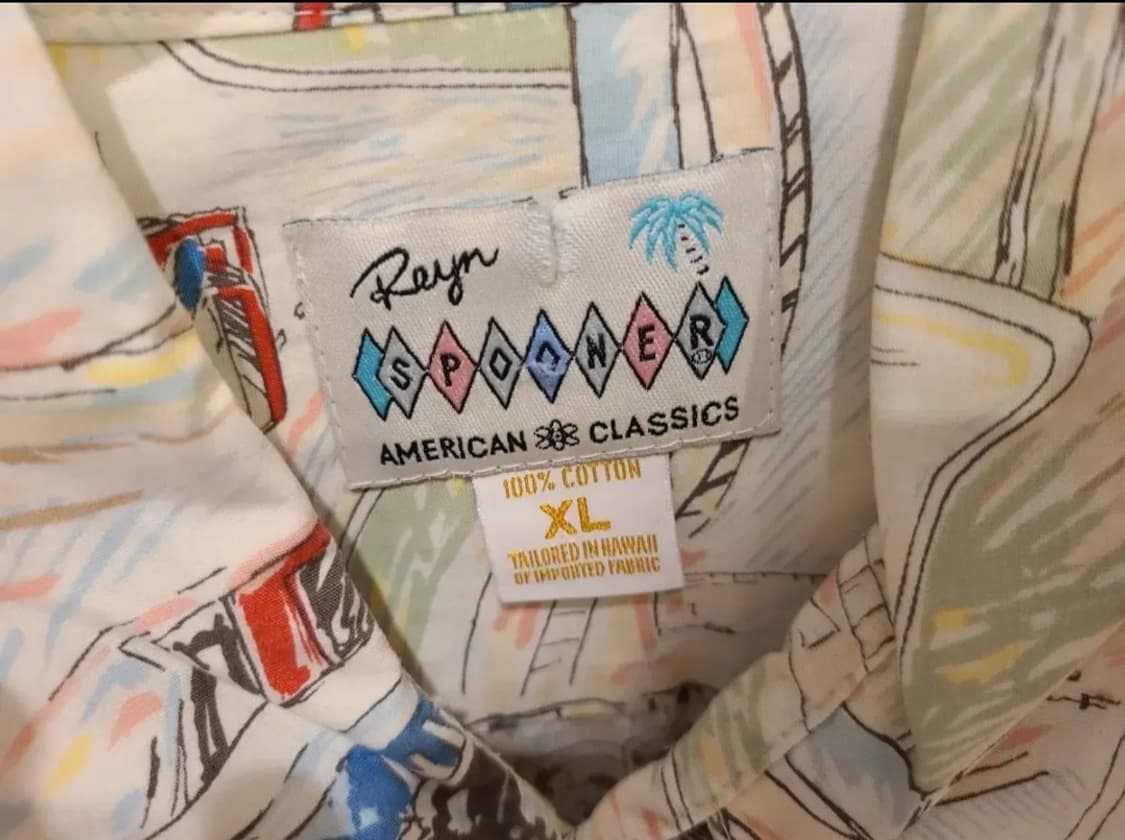 Reyn
SPOONER
AMERICAN CLASSICS
100% COTTON
XL
TAILORED IN HAWAII
OF IMPORTED FABRIC